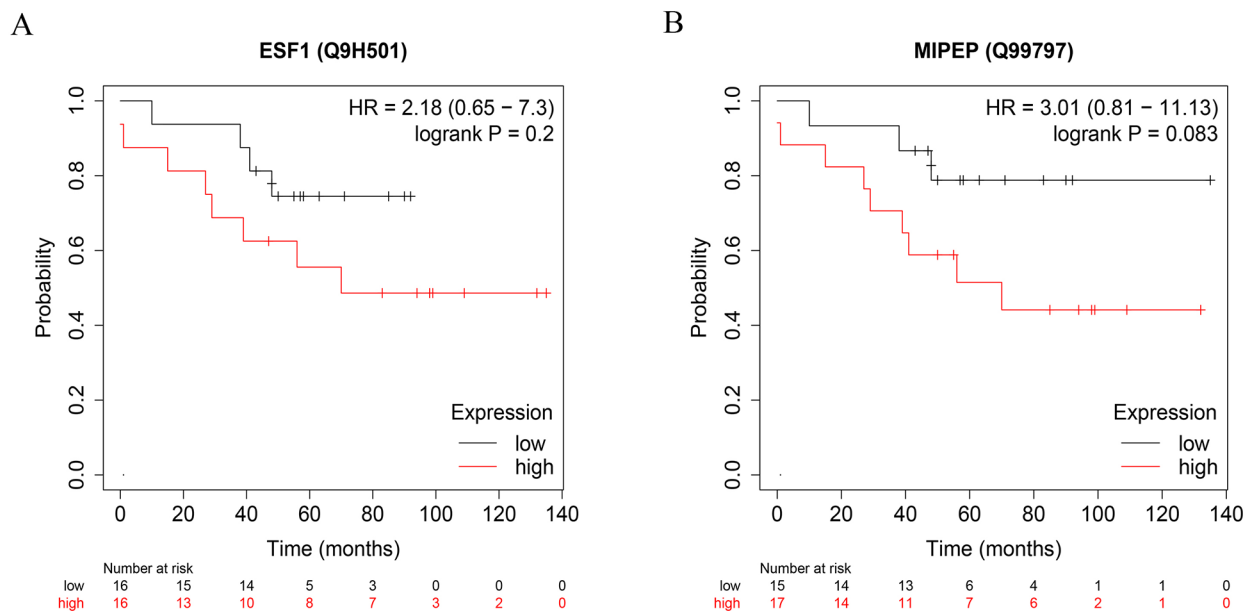 A
ESF1 (Q9H501)
HR = 2.18 (0.65 − 7.3)
logrank P = 0.2
Probability
1.0
0.8
0.6
0.4
0.2
0.0
Expression
low
high
0 20 40 60 80 100 120 140
Time (months)
Number at risk
low 16 15 14 5 3 0 0 0
high 16 13 10 8 7 3 2 0
B
MIPEP (Q99797)
HR = 3.01 (0.81 − 11.13)
logrank P = 0.083
Probability
1.0
0.8
0.6
0.4
0.2
0.0
Expression
low
high
0 20 40 60 80 100 120 140
Time (months)
Number at risk
low 15 14 13 6 4 1 1 0
high 17 14 11 7 6 2 1 0